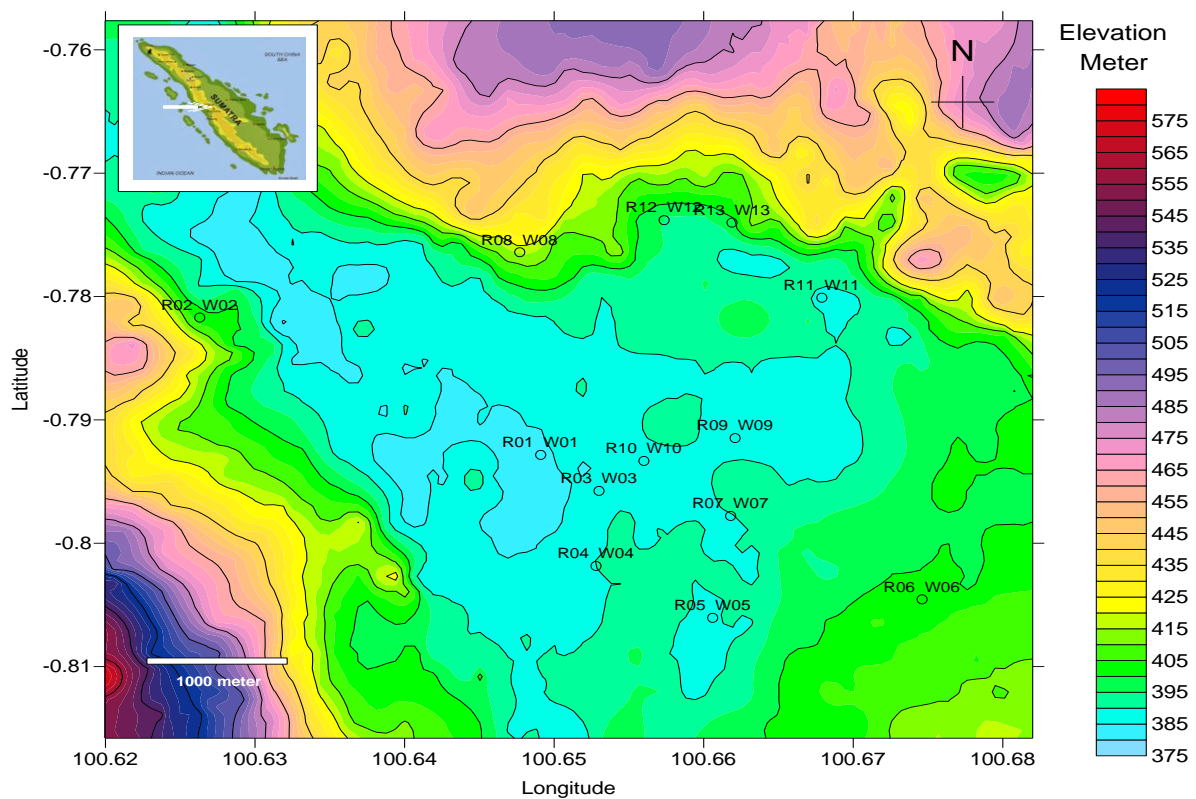 -0.76
-0.77
-0.78
-0.79
-0.8
-0.81
Latitude
100.62
100.63
100.64
100.65
100.66
100.67
100.68
Longitude
SOUTH CHINA
SEA
SUMATRA
INDIAN OCEAN
N
R12 W12
R13 W13
R08 W08
R11 W11
R02 W02
R09 W09
R01 W01
R10 W10
R03 W03
R07 W07
R04 W04
R06 W06
R05 W05
1000 meter
Elevation
Meter
575
565
555
545
535
525
515
505
495
485
475
465
455
445
435
425
415
405
395
385
375